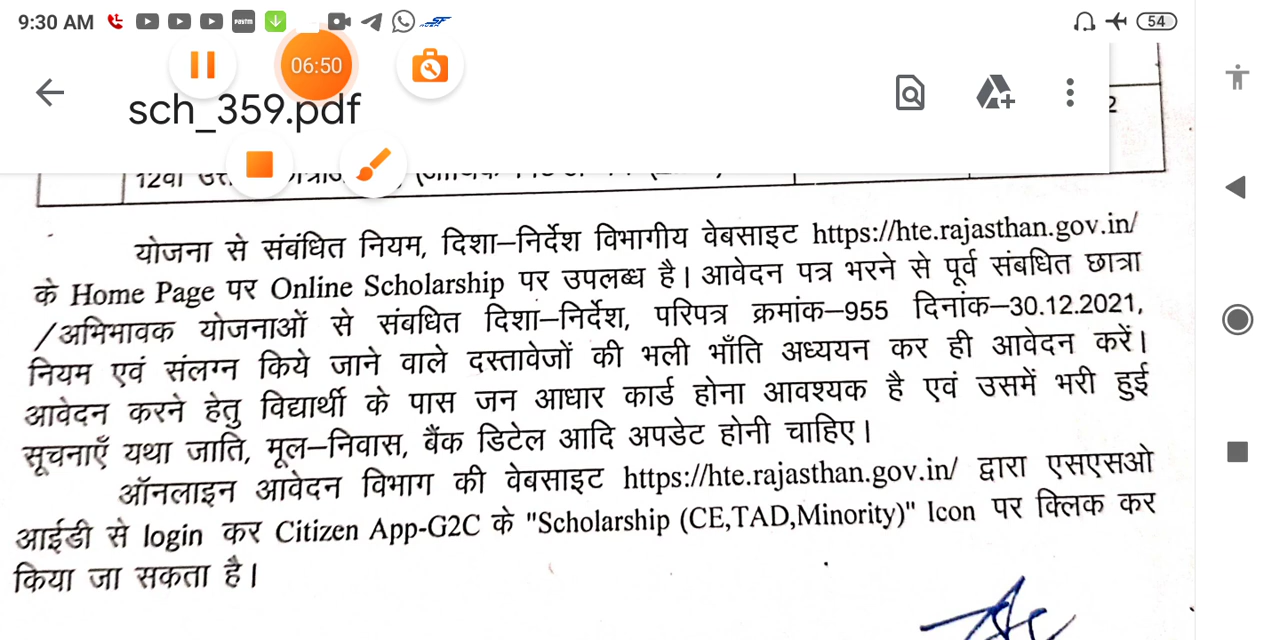 9:30 AM
54
06:50
sch_359.pdf
2
12वीं
योजना से संबंधित नियम, दिशा–निर्देश विभागीय वेबसाइट https://hte.rajasthan.gov.in/
के Home Page पर Online Scholarship पर उपलब्ध है। आवेदन पत्र भरने से पूर्व संबधित छात्रा
/अभिभावक योजनाओं से संबधित दिशा–निर्देश, परिपत्र क्रमांक–955 दिनांक–30.12.2021,
नियम एवं संलग्न किये जाने वाले दस्तावेजों की भली भाँति अध्ययन कर ही आवेदन करें।
आवेदन करने हेतु विद्यार्थी के पास जन आधार कार्ड होना आवश्यक है एवं उसमें भरी हुई
सूचनाएँ यथा जाति, मूल–निवास, बैंक डिटेल आदि अपडेट होनी चाहिए।
ऑनलाइन आवेदन विभाग की वेबसाइट https://hte.rajasthan.gov.in/ द्वारा एसएसओ
आईडी से login कर Citizen App-G2C के "Scholarship (CE,TAD,Minority)" Icon पर क्लिक कर
किया जा सकता है।